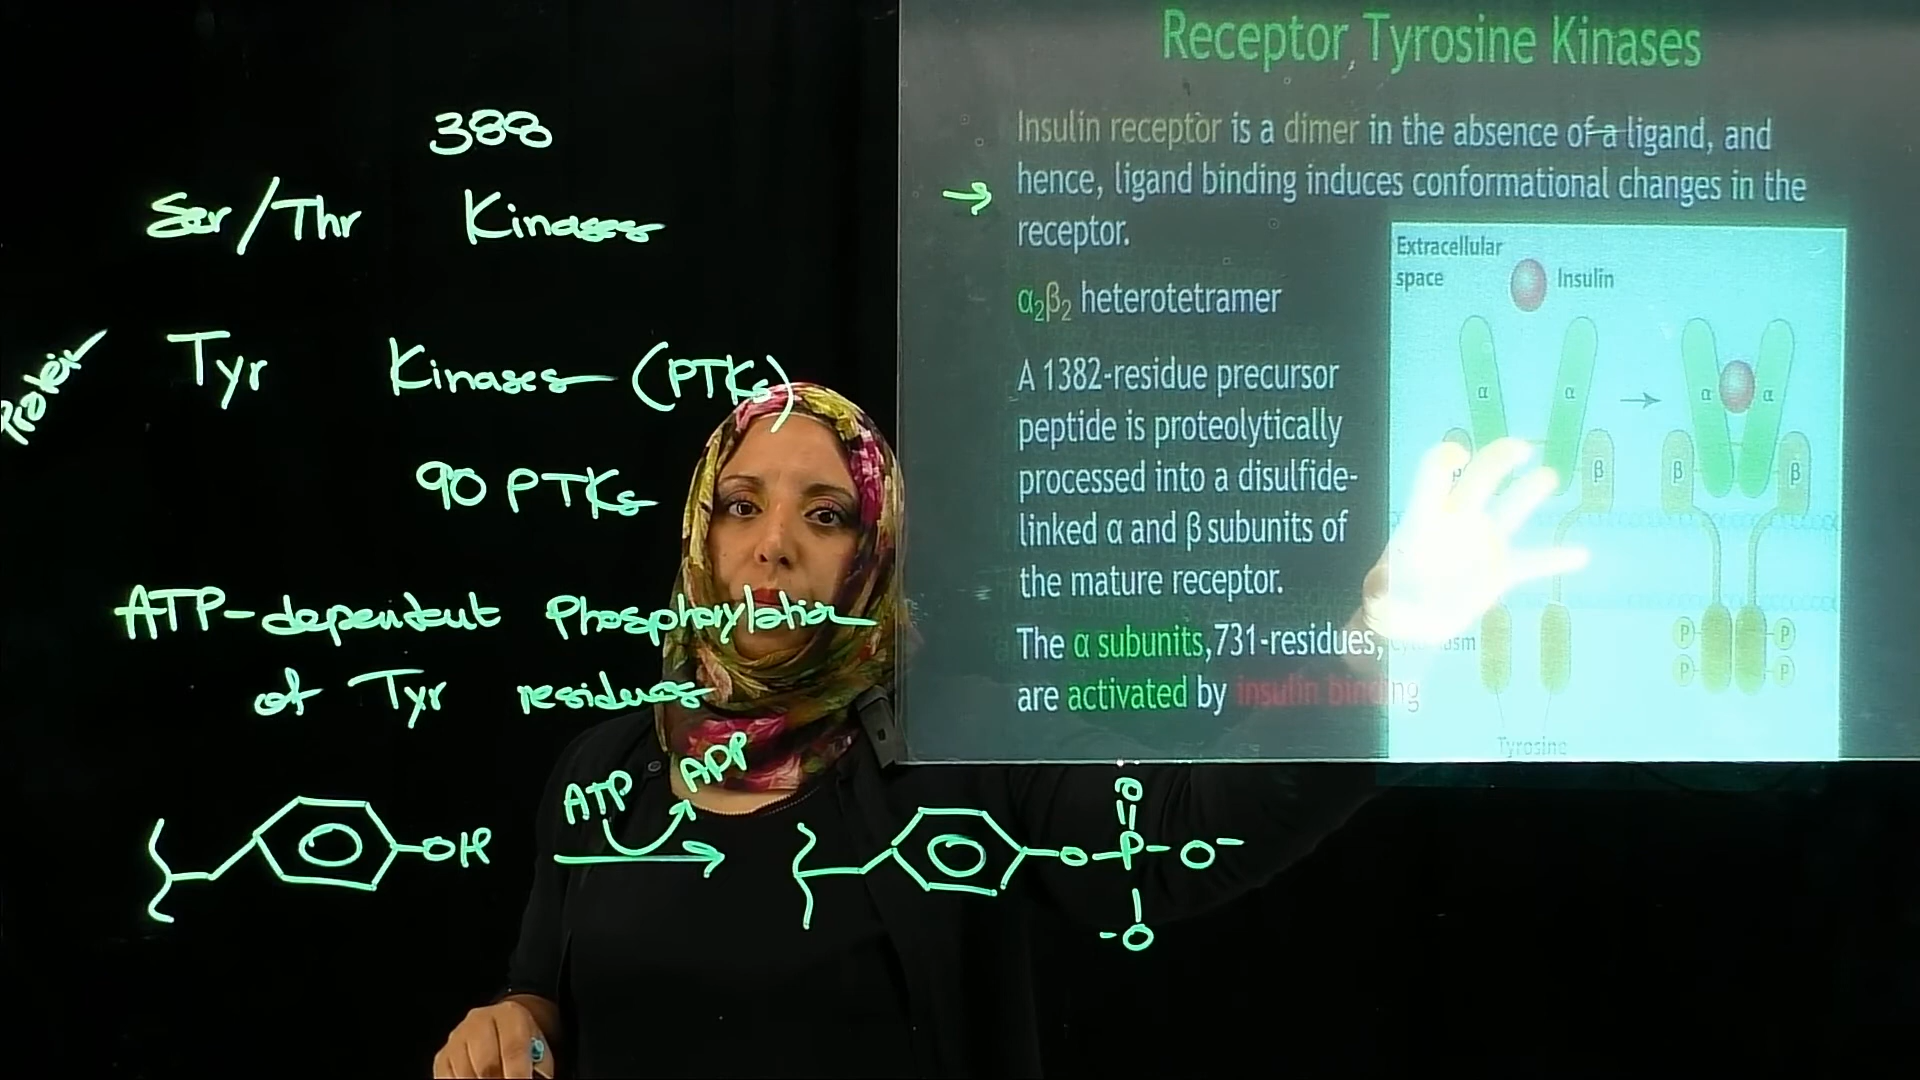 388
Ser/Thr Kinases
Protein Tyr Kinases (PTKs)
90 PTKs
ATP-dependent Phosphorylation
of Tyr residues
OH
ATP ADP
O
O-P-O⁻
⁻O
Receptor Tyrosine Kinases
Insulin receptor is a dimer in the absence of a ligand, and
hence, ligand binding induces conformational changes in the
→
receptor.
α₂β₂ heterotetramer
A 1382-residue precursor
peptide is proteolytically
processed into a disulfide-
linked α and β subunits of
the mature receptor.
The α subunits,731-residues,
are activated by insulin binding
Extracellular
space
Insulin
α α α α
β β β β
P P
P P
Tyrosine